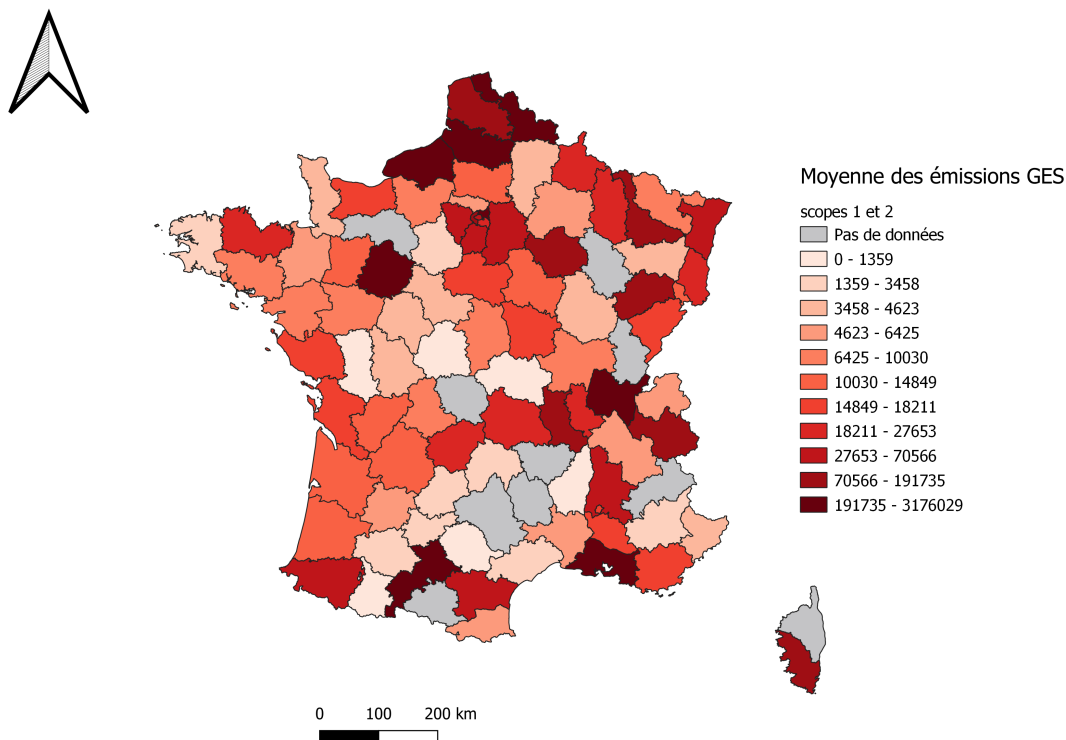 Moyenne des émissions GES
scopes 1 et 2
Pas de données
0 - 1359
1359 - 3458
3458 - 4623
4623 - 6425
6425 - 10030
10030 - 14849
14849 - 18211
18211 - 27653
27653 - 70566
70566 - 191735
191735 - 3176029
0 100 200 km